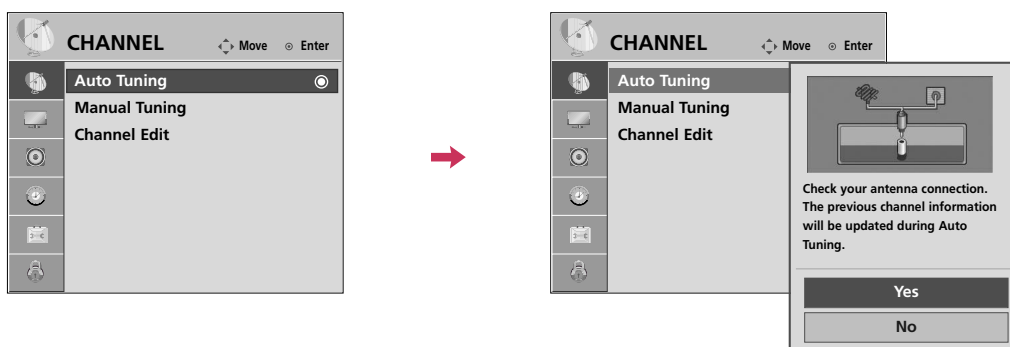 CHANNEL Move Enter
Auto Tuning
Manual Tuning
Channel Edit
CHANNEL Move Enter
Auto Tuning
Manual Tuning
Channel Edit
Check your antenna connection.
The previous channel information
will be updated during Auto
Tuning.
Yes
No